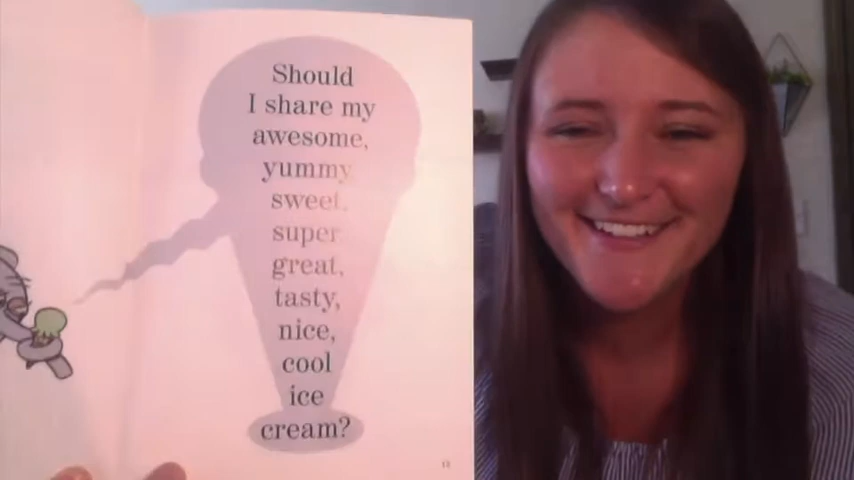 Should
I share my
awesome,
yummy
sweet,
super
great,
tasty,
nice,
cool
ice
cream?